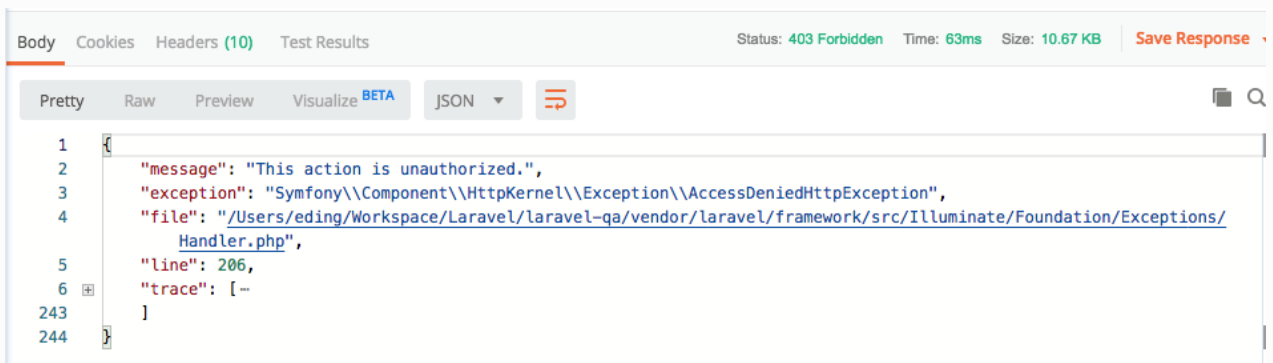 Body Cookies Headers (10) Test Results Status: 403 Forbidden Time: 63ms Size: 10.67 KB Save Response
Pretty Raw Preview Visualize BETA JSON
1 {
2 "message": "This action is unauthorized.",
3 "exception": "Symfony\\Component\\HttpKernel\\Exception\\AccessDeniedHttpException",
4 "file": "/Users/eding/Workspace/Laravel/laravel-qa/vendor/laravel/framework/src/Illuminate/Foundation/Exceptions/
Handler.php",
5 "line": 206,
6 "trace": [⋯
243 ]
244 }